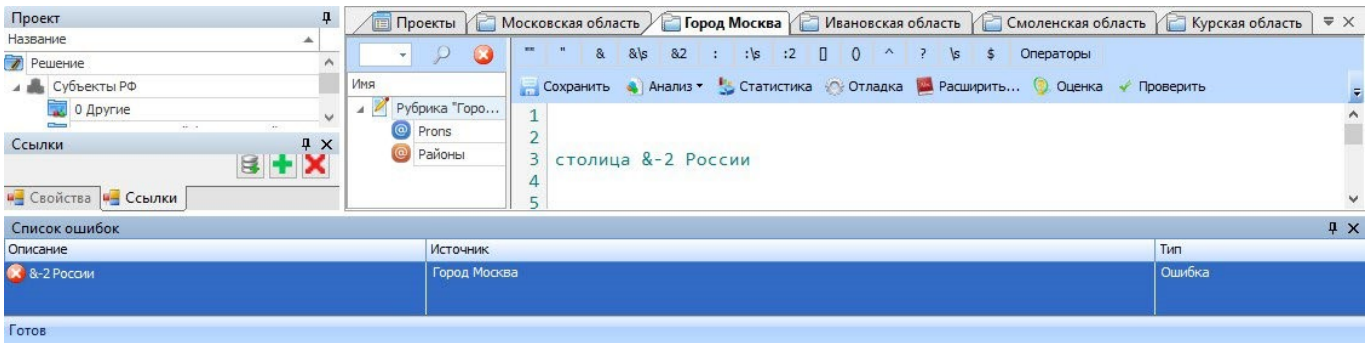 Проект
Название
Решение
Субъекты РФ
0 Другие
Ссылки
Свойства Ссылки
Проекты Московская область Город Москва Ивановская область Смоленская область Курская область
"" " & &\s &2 : :\s :2 [] () ^ ? \s $ Операторы
Имя
Рубрика "Горо...
Prons
Районы
Сохранить Анализ Статистика Отладка Расширить... Оценка Проверить
1
2
3 столица &-2 России
4
5
Список ошибок
Описание Источник Тип
&-2 России Город Москва Ошибка
Готов